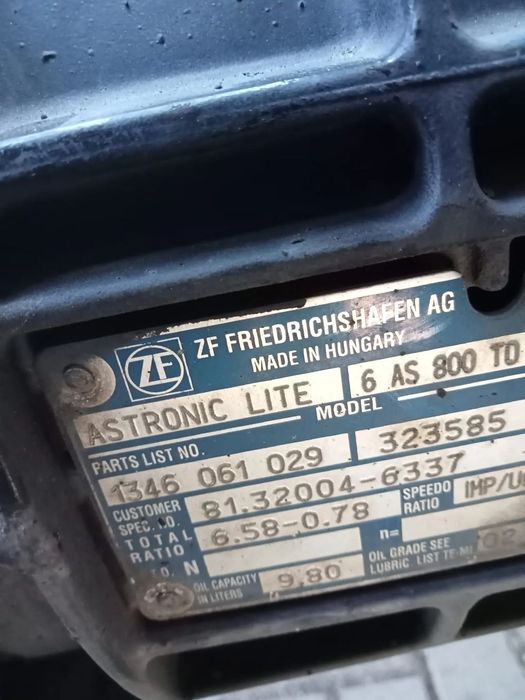 ZF ZF FRIEDRICHSHAFEN AG
MADE IN HUNGARY
ASTRONIC LITE 6 AS 800 TO
MODEL
PARTS LIST NO.
1346 061 029 323585
CUSTOMER SPEC. NO. 81.32004-6337
TOTAL RATIO 6.58-0.78 SPEEDO RATIO IMP/U
N n=
OIL CAPACITY IN LITERS 9,80 OIL GRADE SEE LUBRIC. LIST TE-ML 02